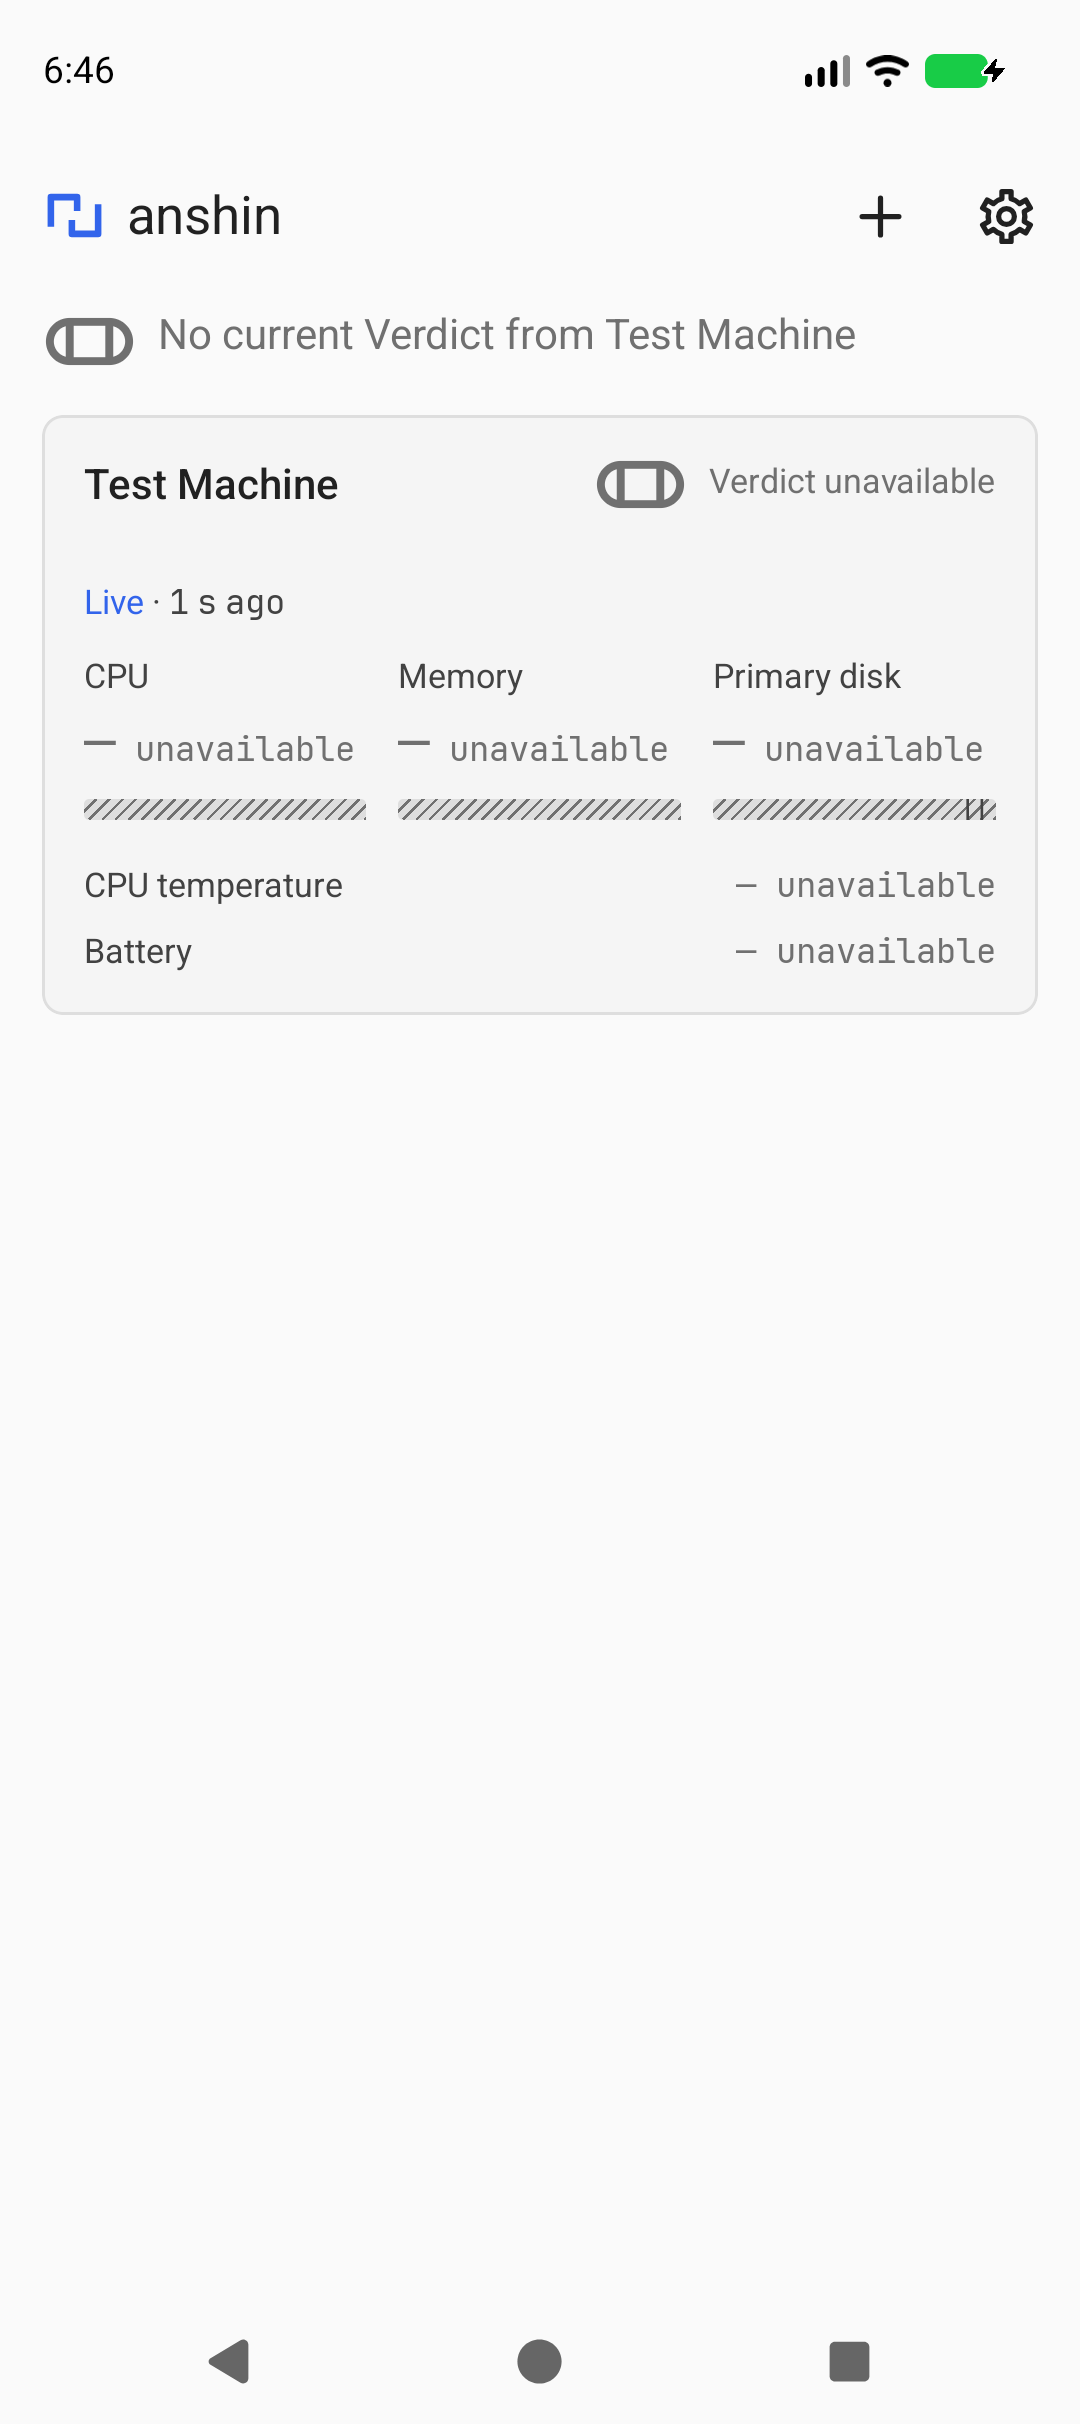 6:46
anshin
No current Verdict from Test Machine
Test Machine
Verdict unavailable
Live · 1 s ago
CPU Memory Primary disk
— unavailable — unavailable — unavailable
CPU temperature — unavailable
Battery — unavailable